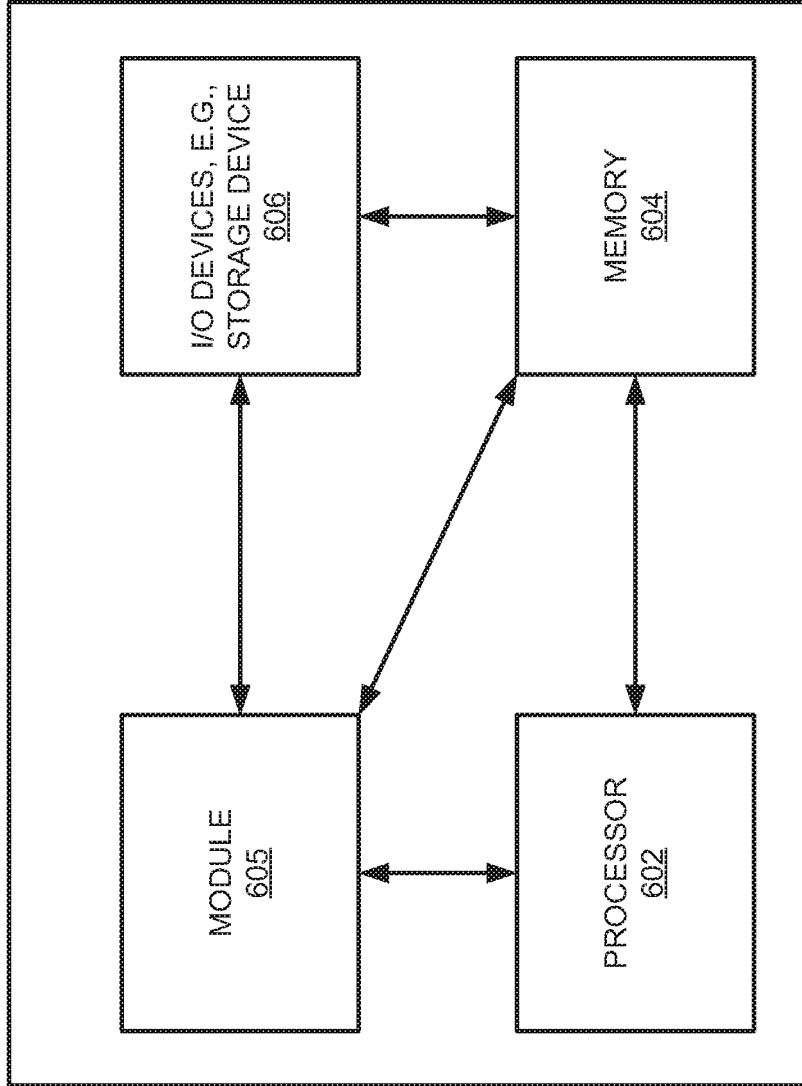 MODULE
605
I/O DEVICES, E.G.,
STORAGE DEVICE
606
PROCESSOR
602
MEMORY
604